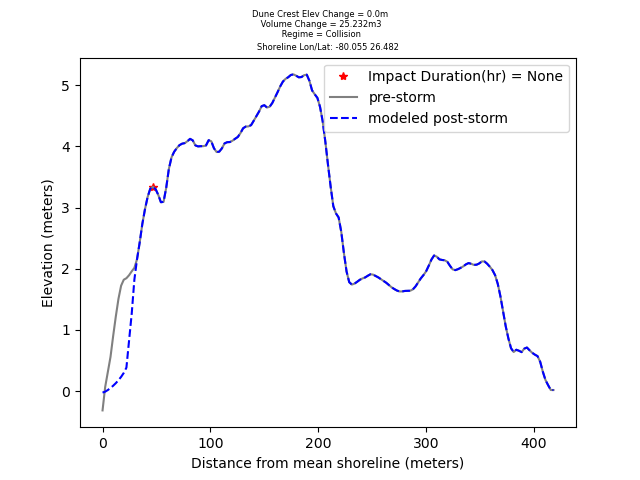 Dune Crest Elev Change = 0.0m
Volume Change = 25.232m3
Regime = Collision
Shoreline Lon/Lat: -80.055 26.482
Impact Duration(hr) = None
pre-storm
modeled post-storm
Elevation (meters)
5
4
3
2
1
0
0 100 200 300 400
Distance from mean shoreline (meters)